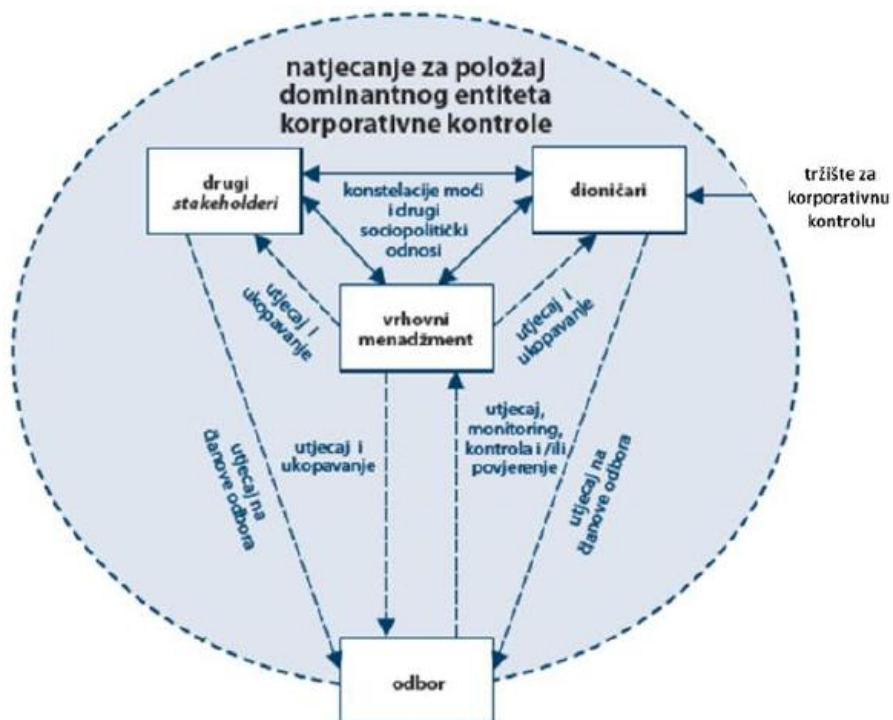 natjecanje za položaj
dominantnog entiteta
korporativne kontrole
drugi
stakeholderi
konstelacije moći
i drugi
sociopolitički
odnosi
dioničari
tržište za
korporativnu
kontrolu
utjecaj i
ukopavanje
vrhovni
menadžment
utjecaj i
ukopavanje
utjecaj na
članove odbora
utjecaj i
ukopavanje
utjecaj,
monitoring,
kontrola i /ili
povjerenje
utjecaj na
članove odbora
odbor